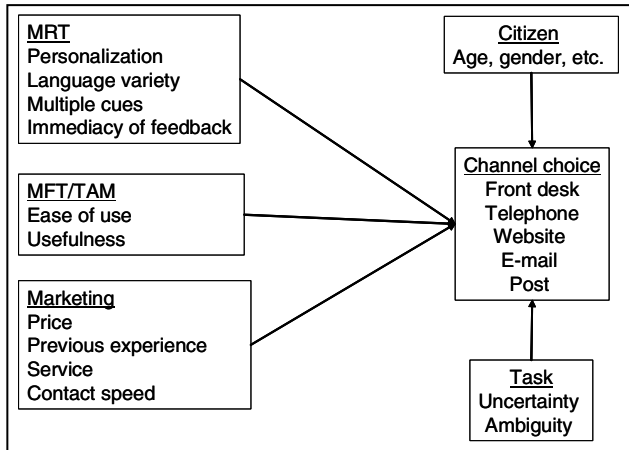 MRT
Personalization
Language variety
Multiple cues
Immediacy of feedback
MFT/TAM
Ease of use
Usefulness
Marketing
Price
Previous experience
Service
Contact speed
Citizen
Age, gender, etc.
Channel choice
Front desk
Telephone
Website
E-mail
Post
Task
Uncertainty
Ambiguity